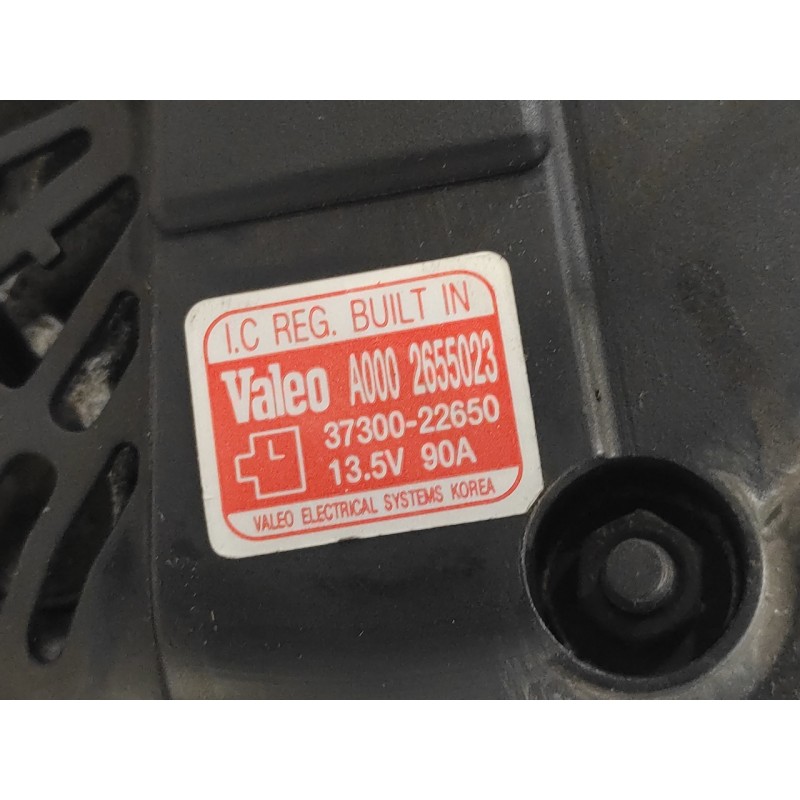 I.C REG. BUILT IN
Valeo A000 2655023
37300-22650
13.5V 90A
VALEO ELECTRICAL SYSTEMS KOREA